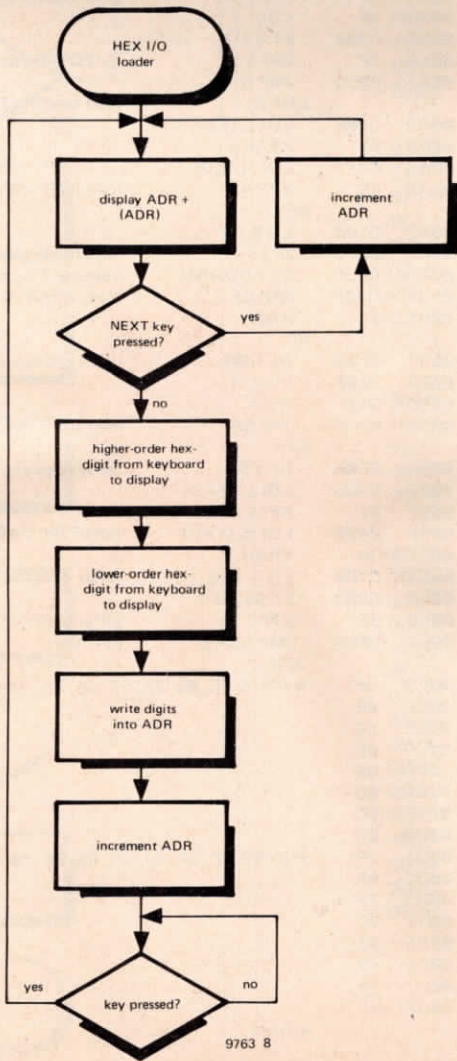 HEX I/O
loader
display ADR +
(ADR)
increment
ADR
NEXT key
pressed?
yes
no
higher-order hex-
digit from keyboard
to display
lower-order hex-
digit from keyboard
to display
write digits
into ADR
increment ADR
yes
no
key pressed?
9763 8